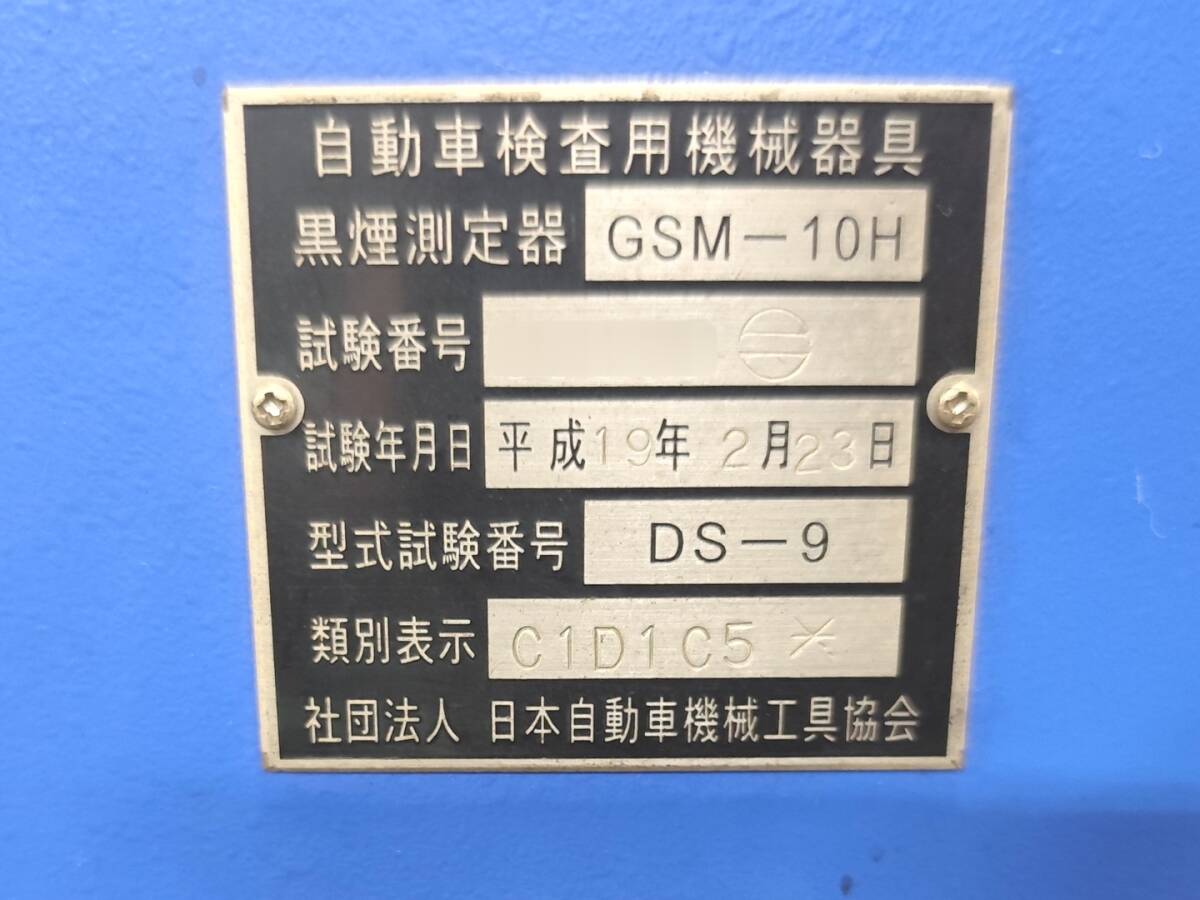 自動車検査用機械器具
黒煙測定器 GSM-10H
試験番号
試験年月日 平成19年 2月23日
型式試験番号 DS-9
類別表示 C1D1C5*
社団法人 日本自動車機械工具協会